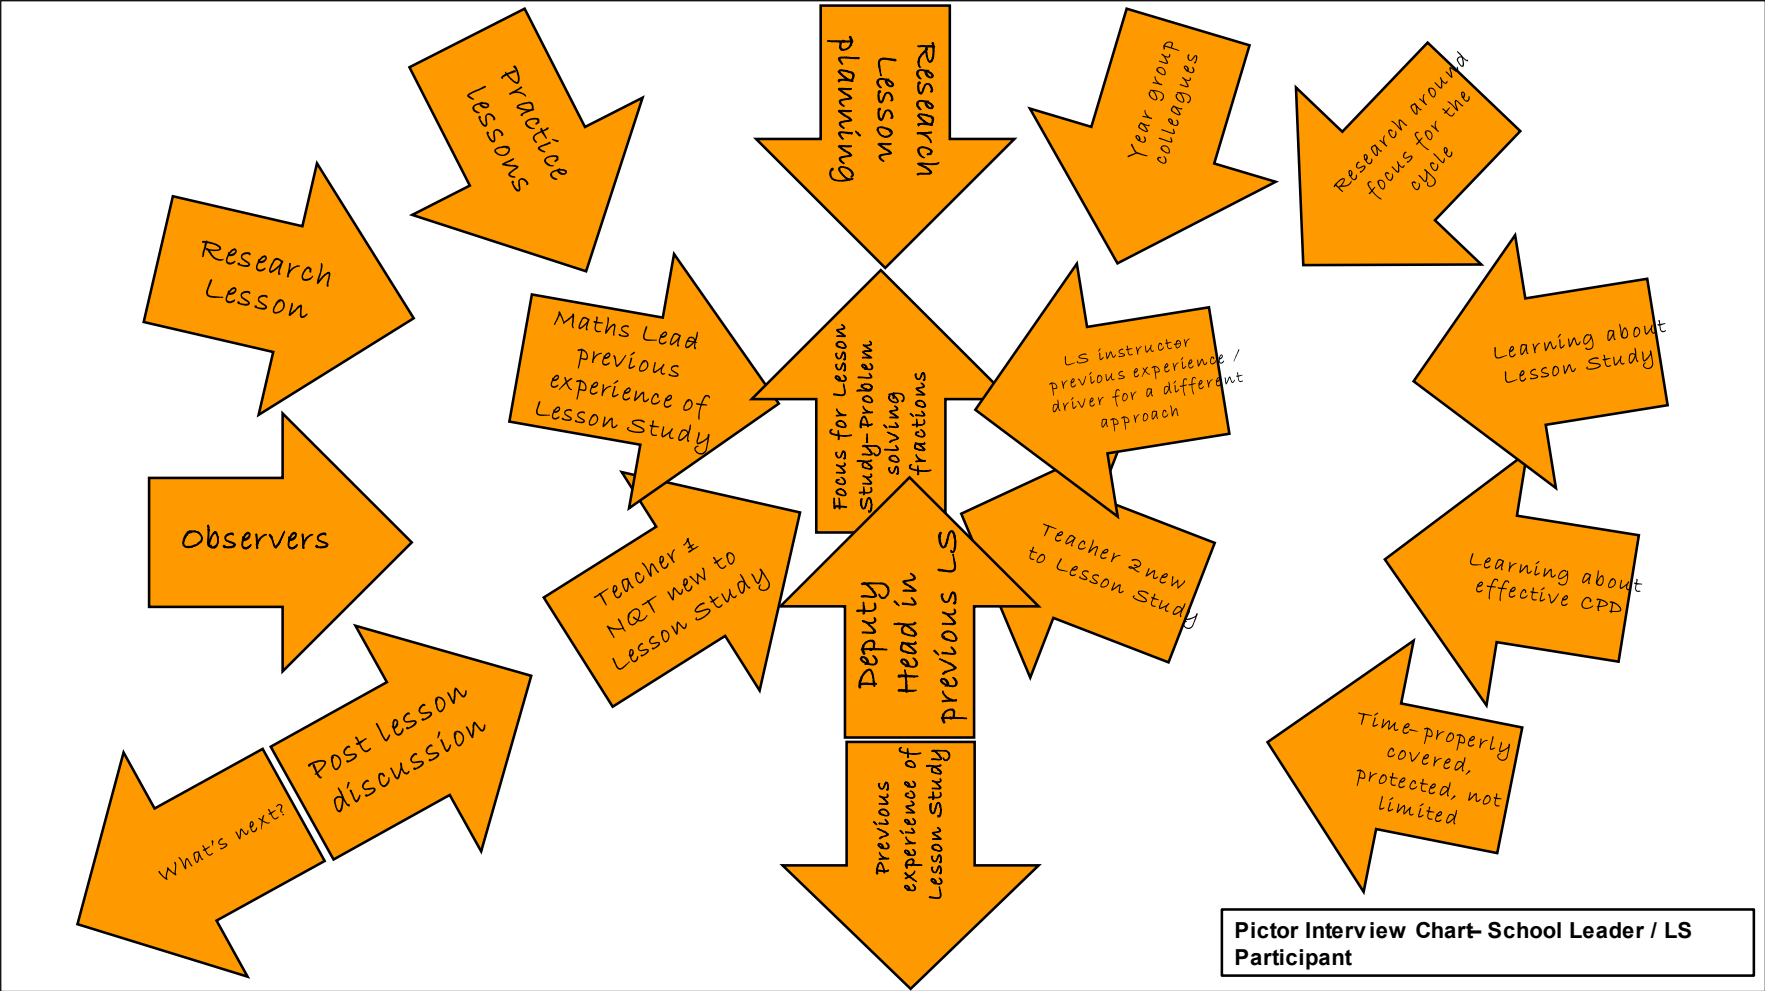 Practice
lessons
Research
Lesson
planning
Year group
colleagues
Research around
focus for the
cycle
Research
Lesson
Maths Lead
previous
experience of
Lesson Study
Focus for Lesson
Study-Problem
solving
fractions
LS instructor
previous experience /
driver for a different
approach
Learning about
Lesson Study
Observers
Teacher 1
NQT new to
Lesson Study
Deputy
Head in
previous LS
Teacher 2new
to Lesson Study
Learning about
effective CPD
Post lesson
discussion
What's next?
Previous
experience of
Lesson Study
Time-properly
covered,
protected, not
limited
Pictor Interview Chart– School Leader / LS
Participant